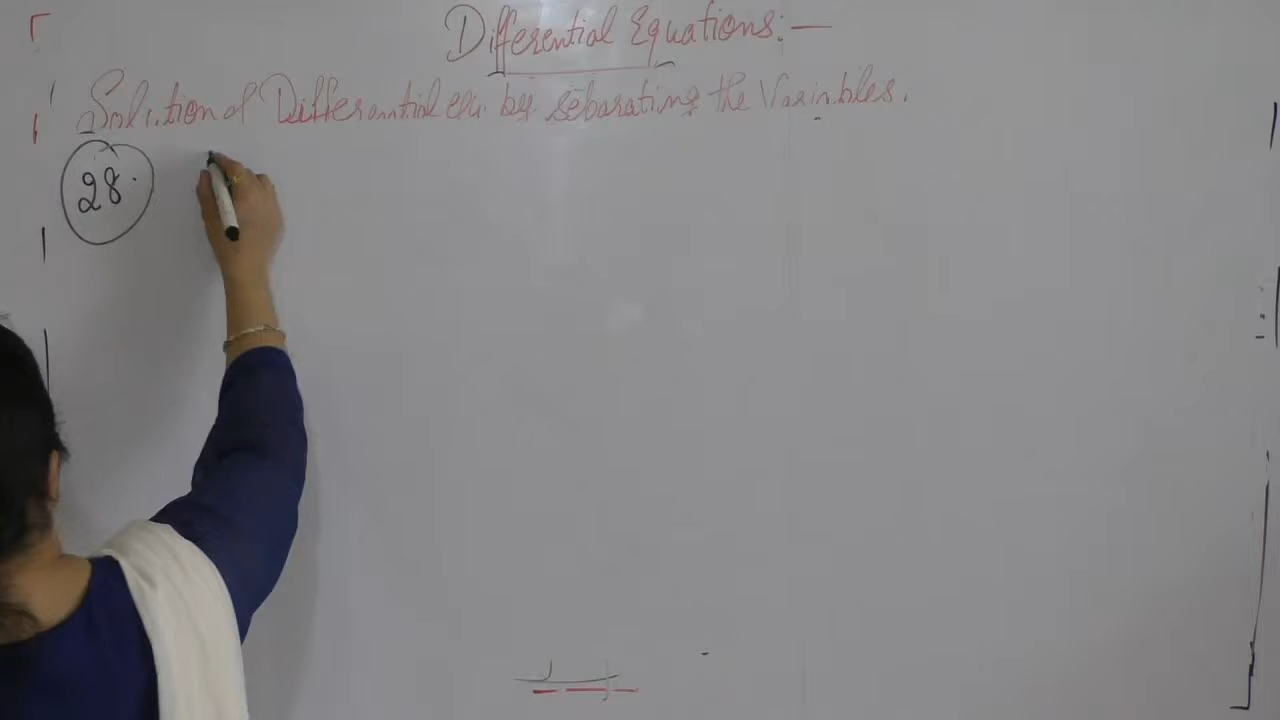 Differential Equations:—
Solution of Differential eq. by separating the Variables.
28.